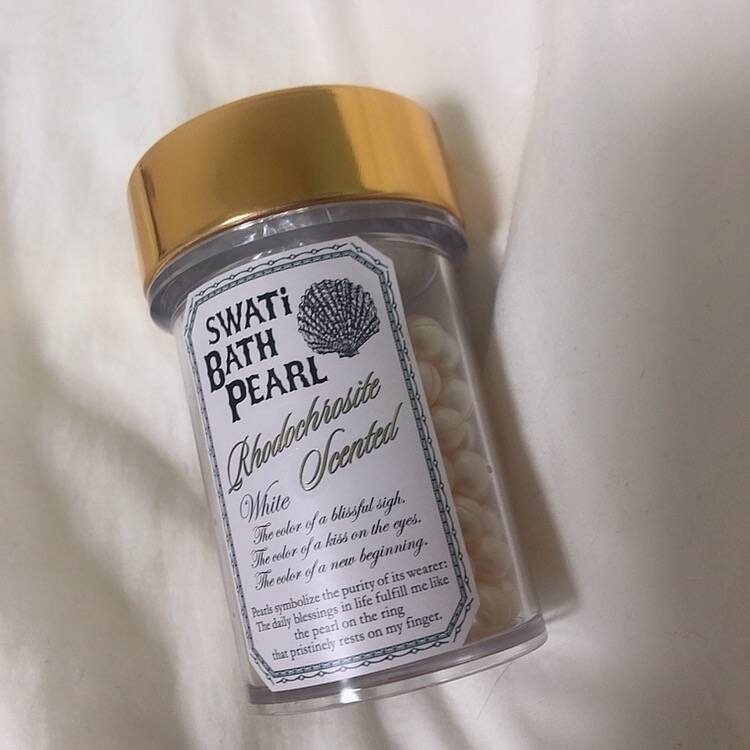 SWATi
BATH
PEARL
Rhodochrosite
Scented
White
The color of a blissful sigh.
The color of a kiss on the eyes.
The color of a new beginning.
Pearls symbolize the purity of its wearer:
The daily blessings in life fulfill me like
the pearl on the ring
that pristinely rests on my finger.